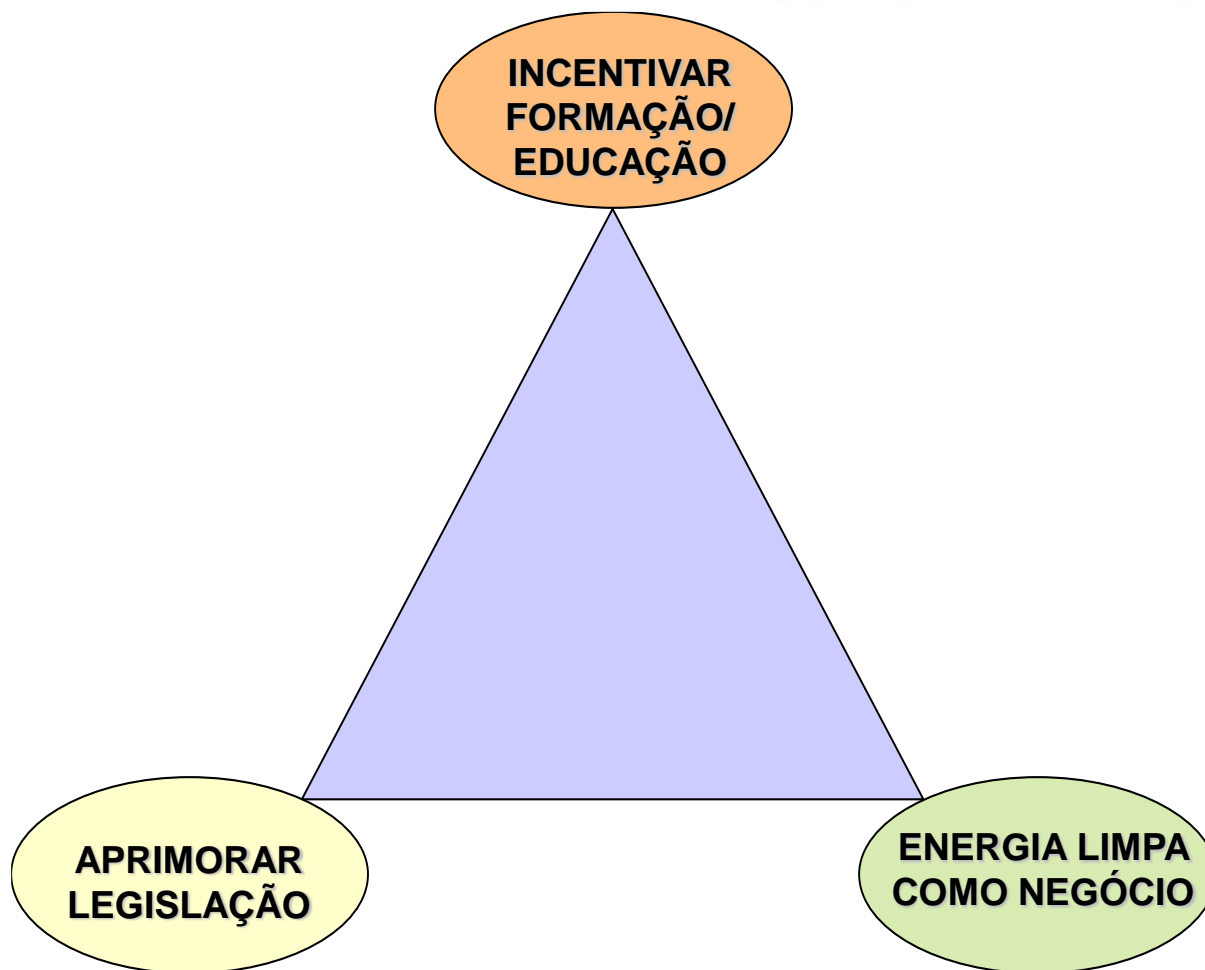 INCENTIVAR
FORMAÇÃO/
EDUCAÇÃO
APRIMORAR
LEGISLAÇÃO
ENERGIA LIMPA
COMO NEGÓCIO